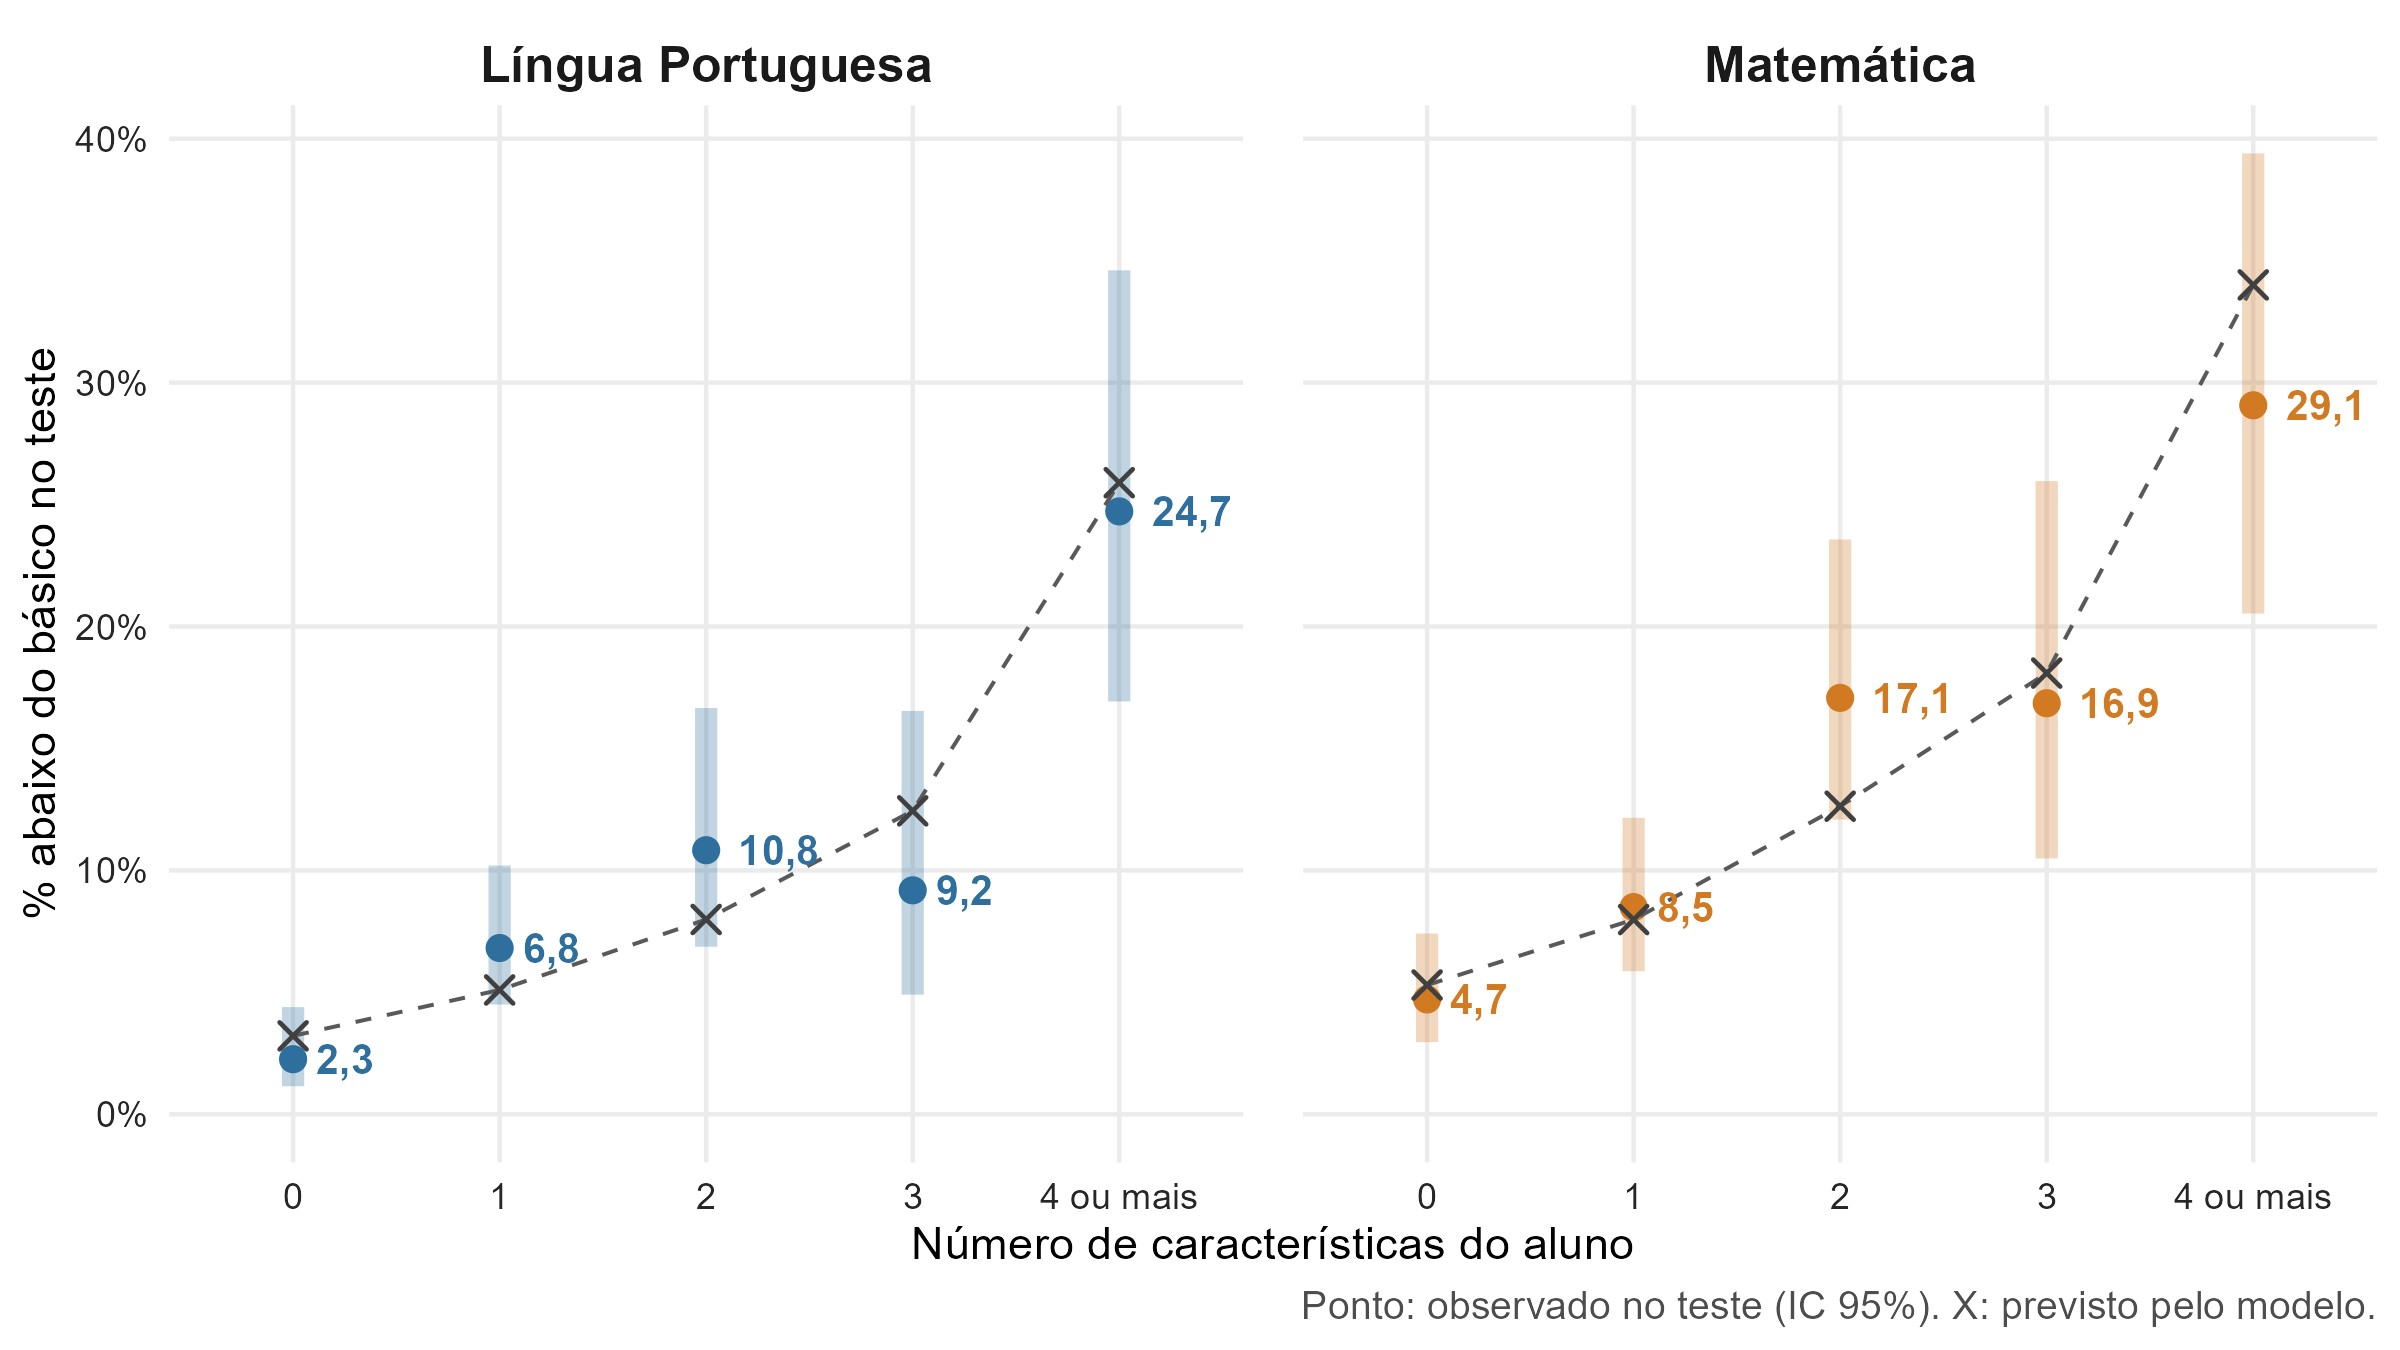 Língua Portuguesa
Matemática
% abaixo do básico no teste
40%
30%
20%
10%
0%
2,3
6,8
10,8
9,2
24,7
4,7
8,5
17,1
16,9
29,1
0 1 2 3 4 ou mais
0 1 2 3 4 ou mais
Número de características do aluno
Ponto: observado no teste (IC 95%). X: previsto pelo modelo.